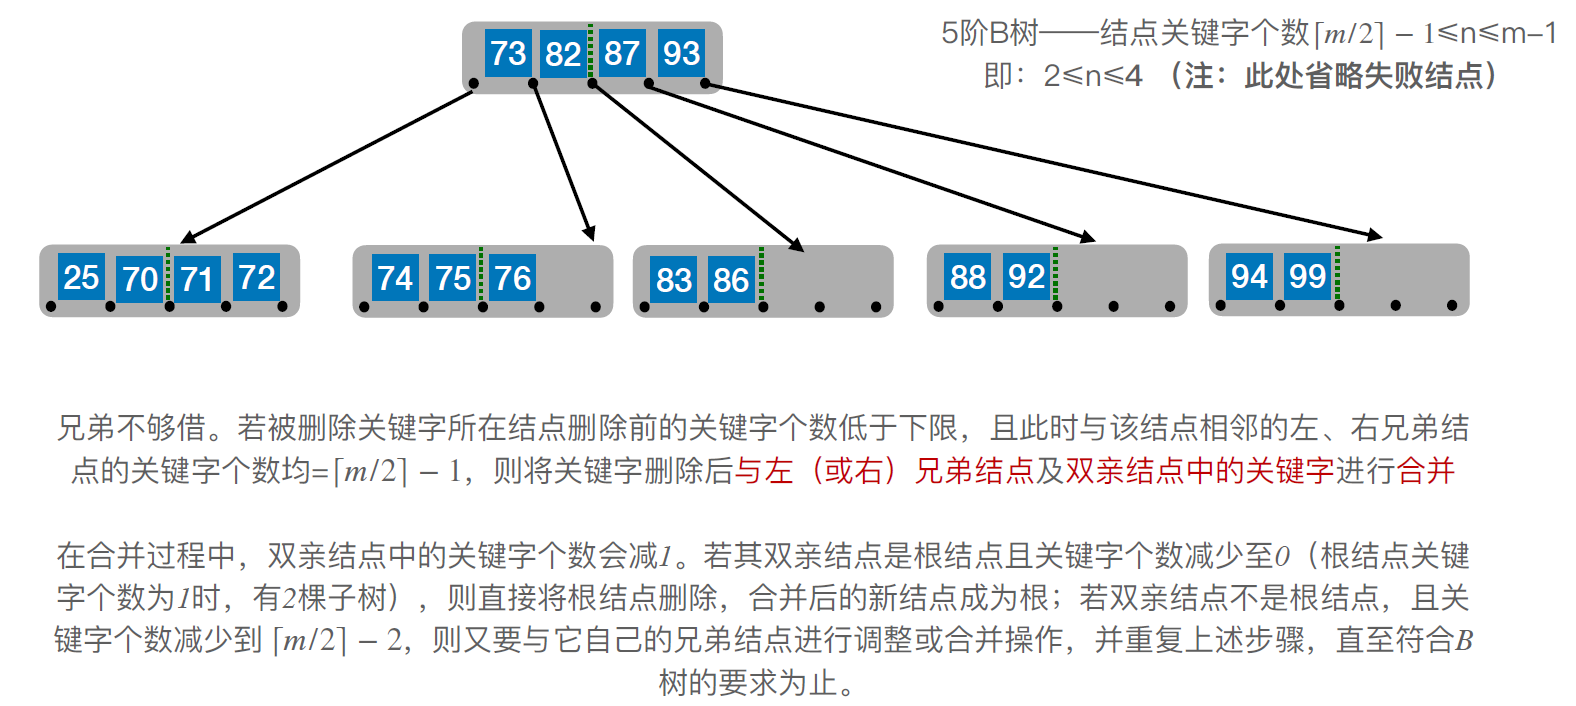 73 82 87 93
5阶B树——结点关键字个数⌈m/2⌉ − 1≤n≤m–1
即：2≤n≤4 （注：此处省略失败结点）
25 70 71 72
74 75 76
83 86
88 92
94 99
兄弟不够借。若被删除关键字所在结点删除前的关键字个数低于下限，且此时与该结点相邻的左、右兄弟结
点的关键字个数均=⌈m/2⌉ − 1，则将关键字删除后与左（或右）兄弟结点及双亲结点中的关键字进行合并
在合并过程中，双亲结点中的关键字个数会减1。若其双亲结点是根结点且关键字个数减少至0（根结点关键
字个数为1时，有2棵子树），则直接将根结点删除，合并后的新结点成为根；若双亲结点不是根结点，且关
键字个数减少到 ⌈m/2⌉ − 2，则又要与它自己的兄弟结点进行调整或合并操作，并重复上述步骤，直至符合B
树的要求为止。